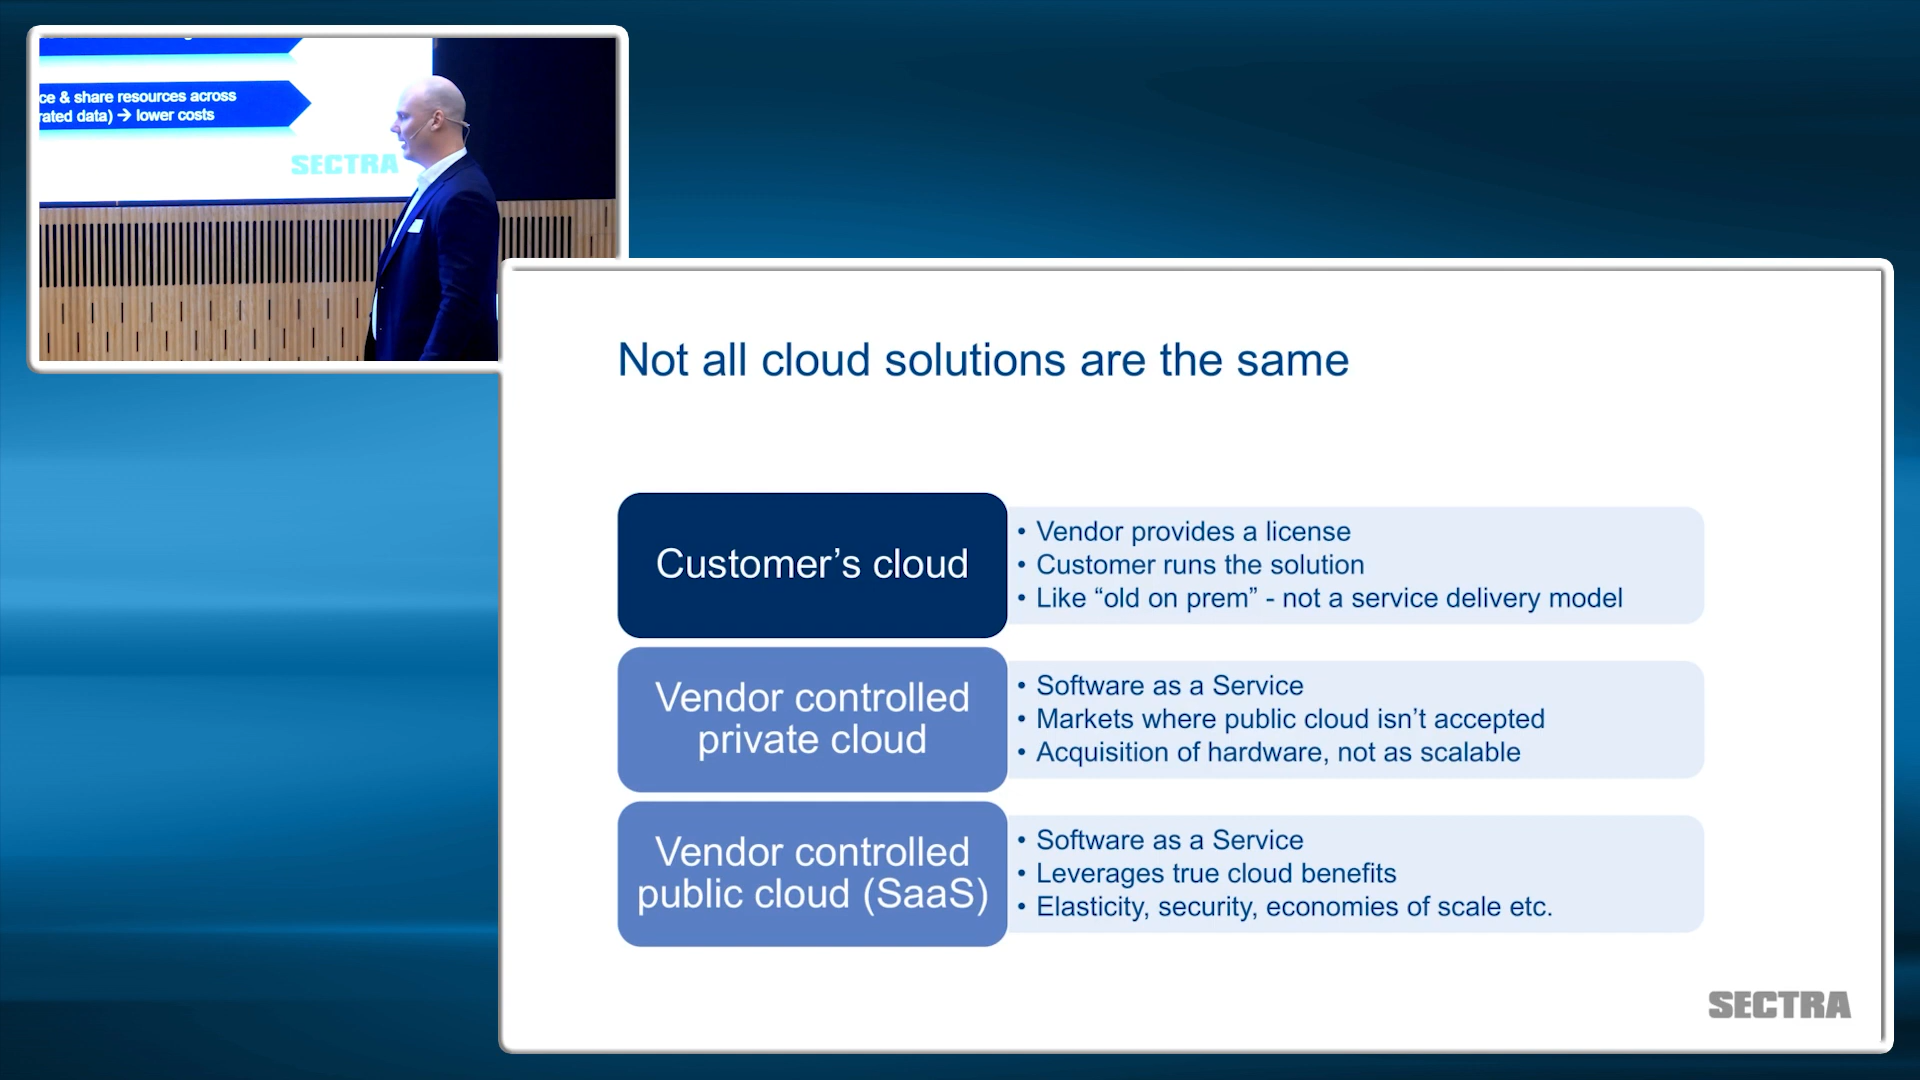 ce & share resources across
rated data) → lower costs
SECTRA
Not all cloud solutions are the same
Customer’s cloud
• Vendor provides a license
• Customer runs the solution
• Like “old on prem” - not a service delivery model
Vendor controlled
private cloud
• Software as a Service
• Markets where public cloud isn’t accepted
• Acquisition of hardware, not as scalable
Vendor controlled
public cloud (SaaS)
• Software as a Service
• Leverages true cloud benefits
• Elasticity, security, economies of scale etc.
SECTRA